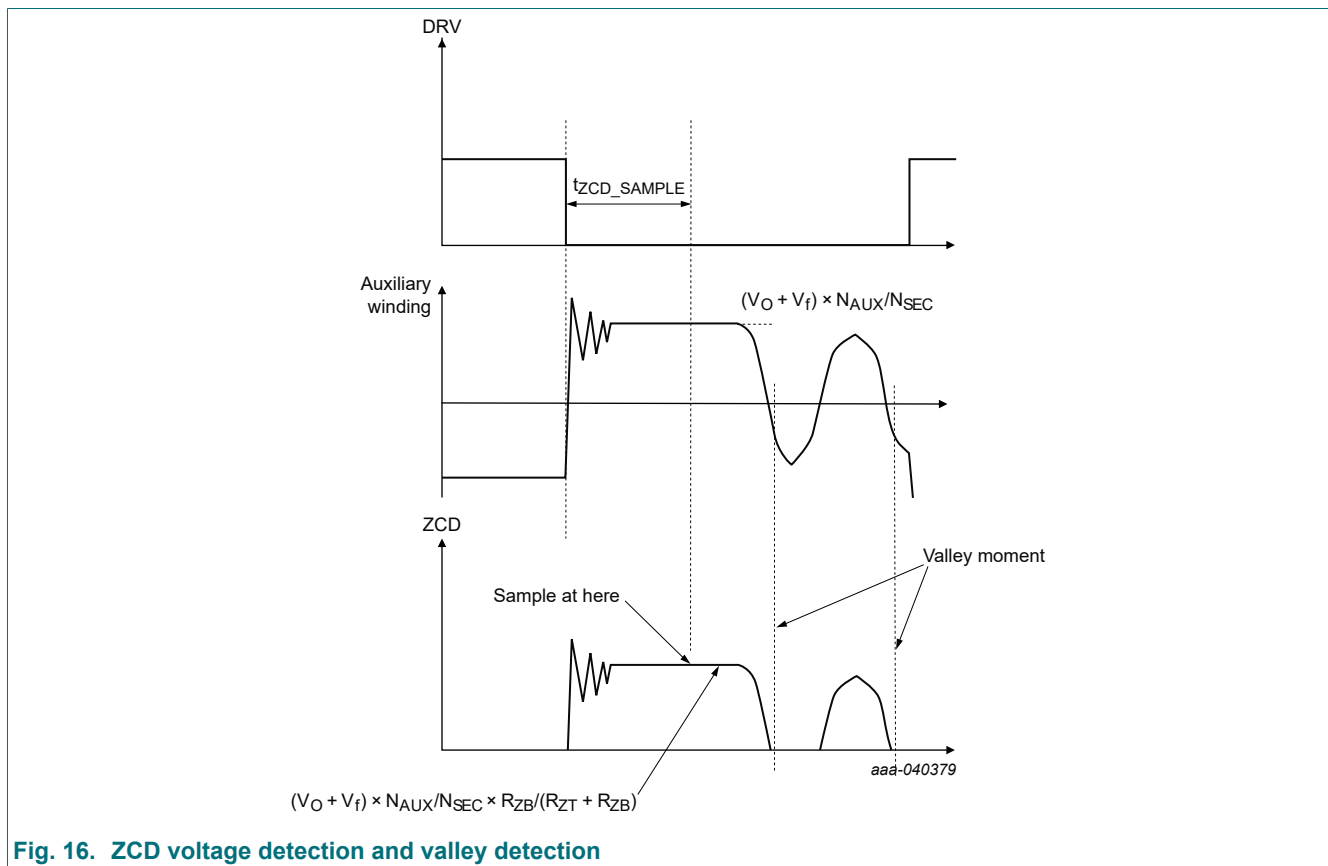 DRV
tZCD_SAMPLE
Auxiliary
winding
(VO + Vf) × NAUX/NSEC
ZCD
Valley moment
Sample at here
aaa-040379
(VO + Vf) × NAUX/NSEC × RZB/(RZT + RZB)
Fig. 16. ZCD voltage detection and valley detection